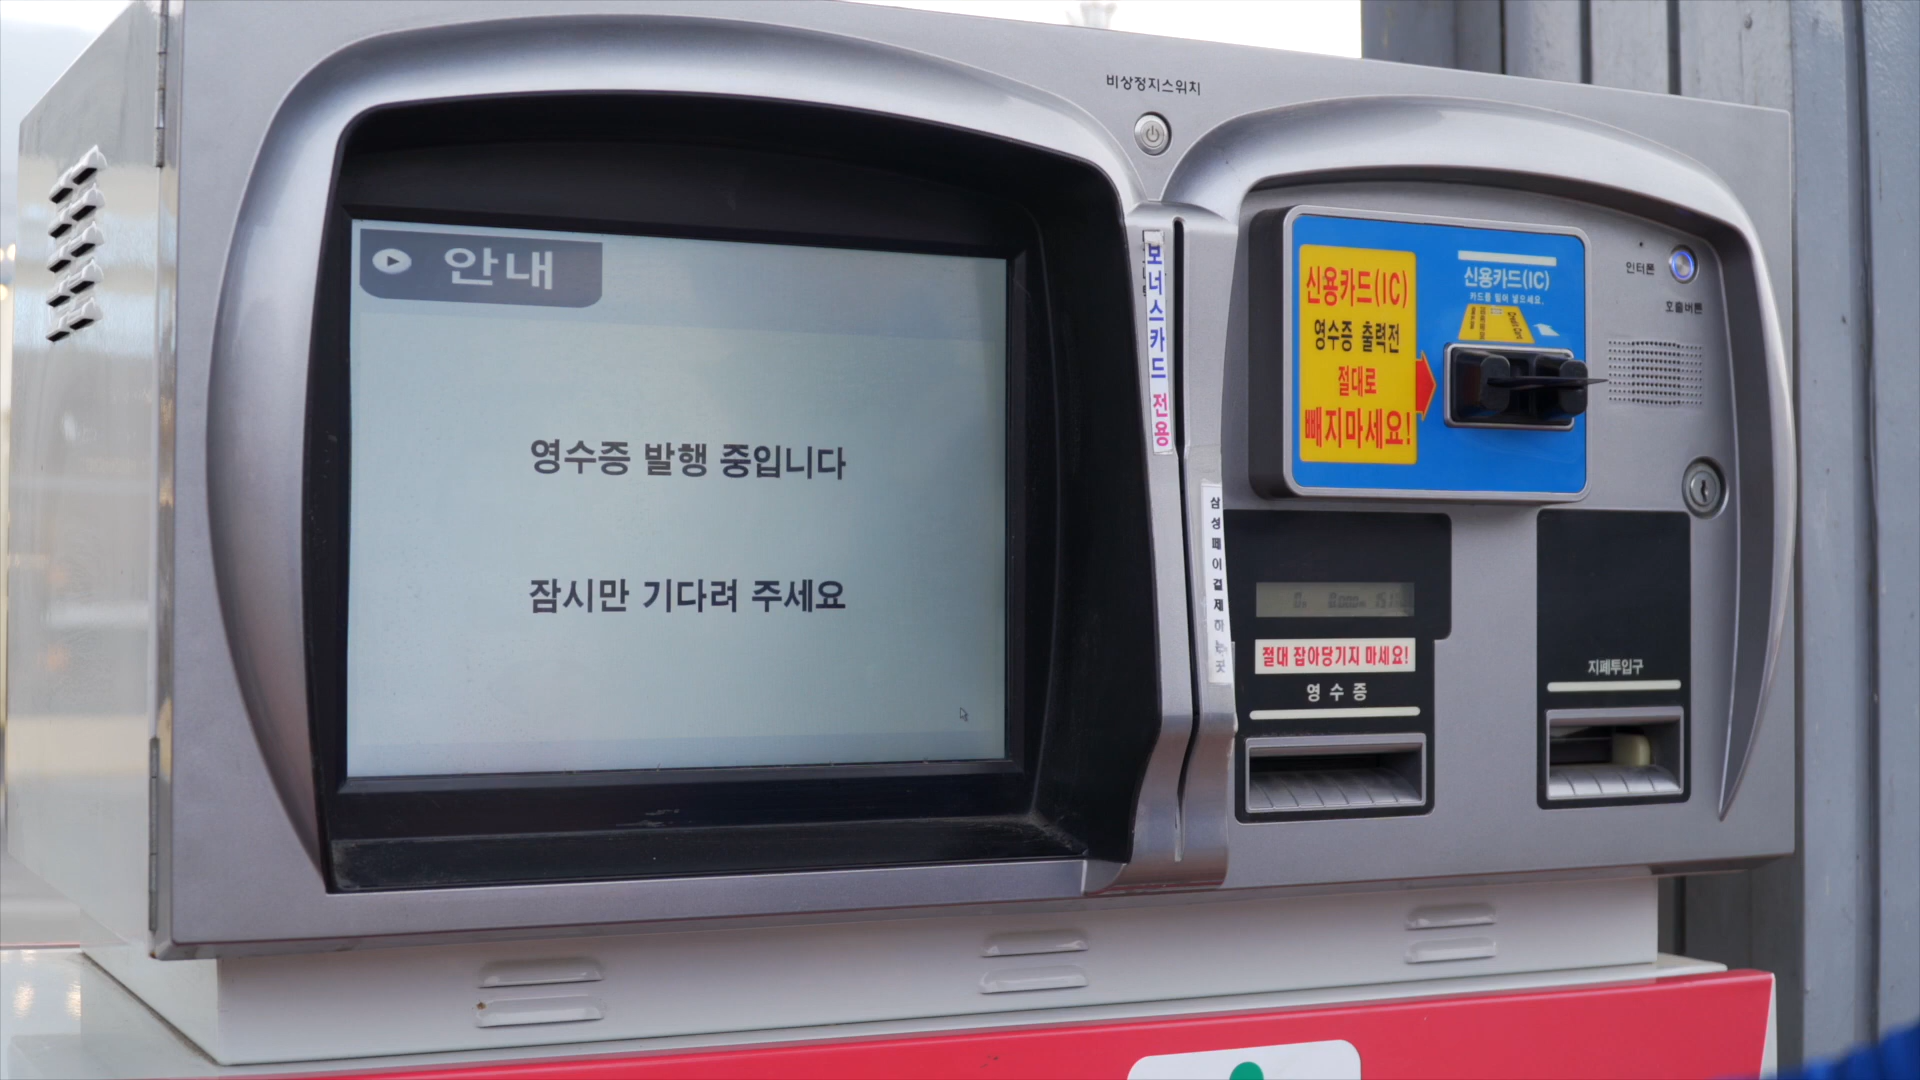 비상정지스위치
안내
영수증 발행 중입니다
잠시만 기다려 주세요
보너스카드 전용
삼성페이결제하는곳
신용카드(IC)
영수증 출력전
절대로
빼지마세요!
신용카드(IC)
카드를 밀어 넣으세요.
인터폰
호출버튼
절대 잡아당기지 마세요!
영수증
지폐투입구